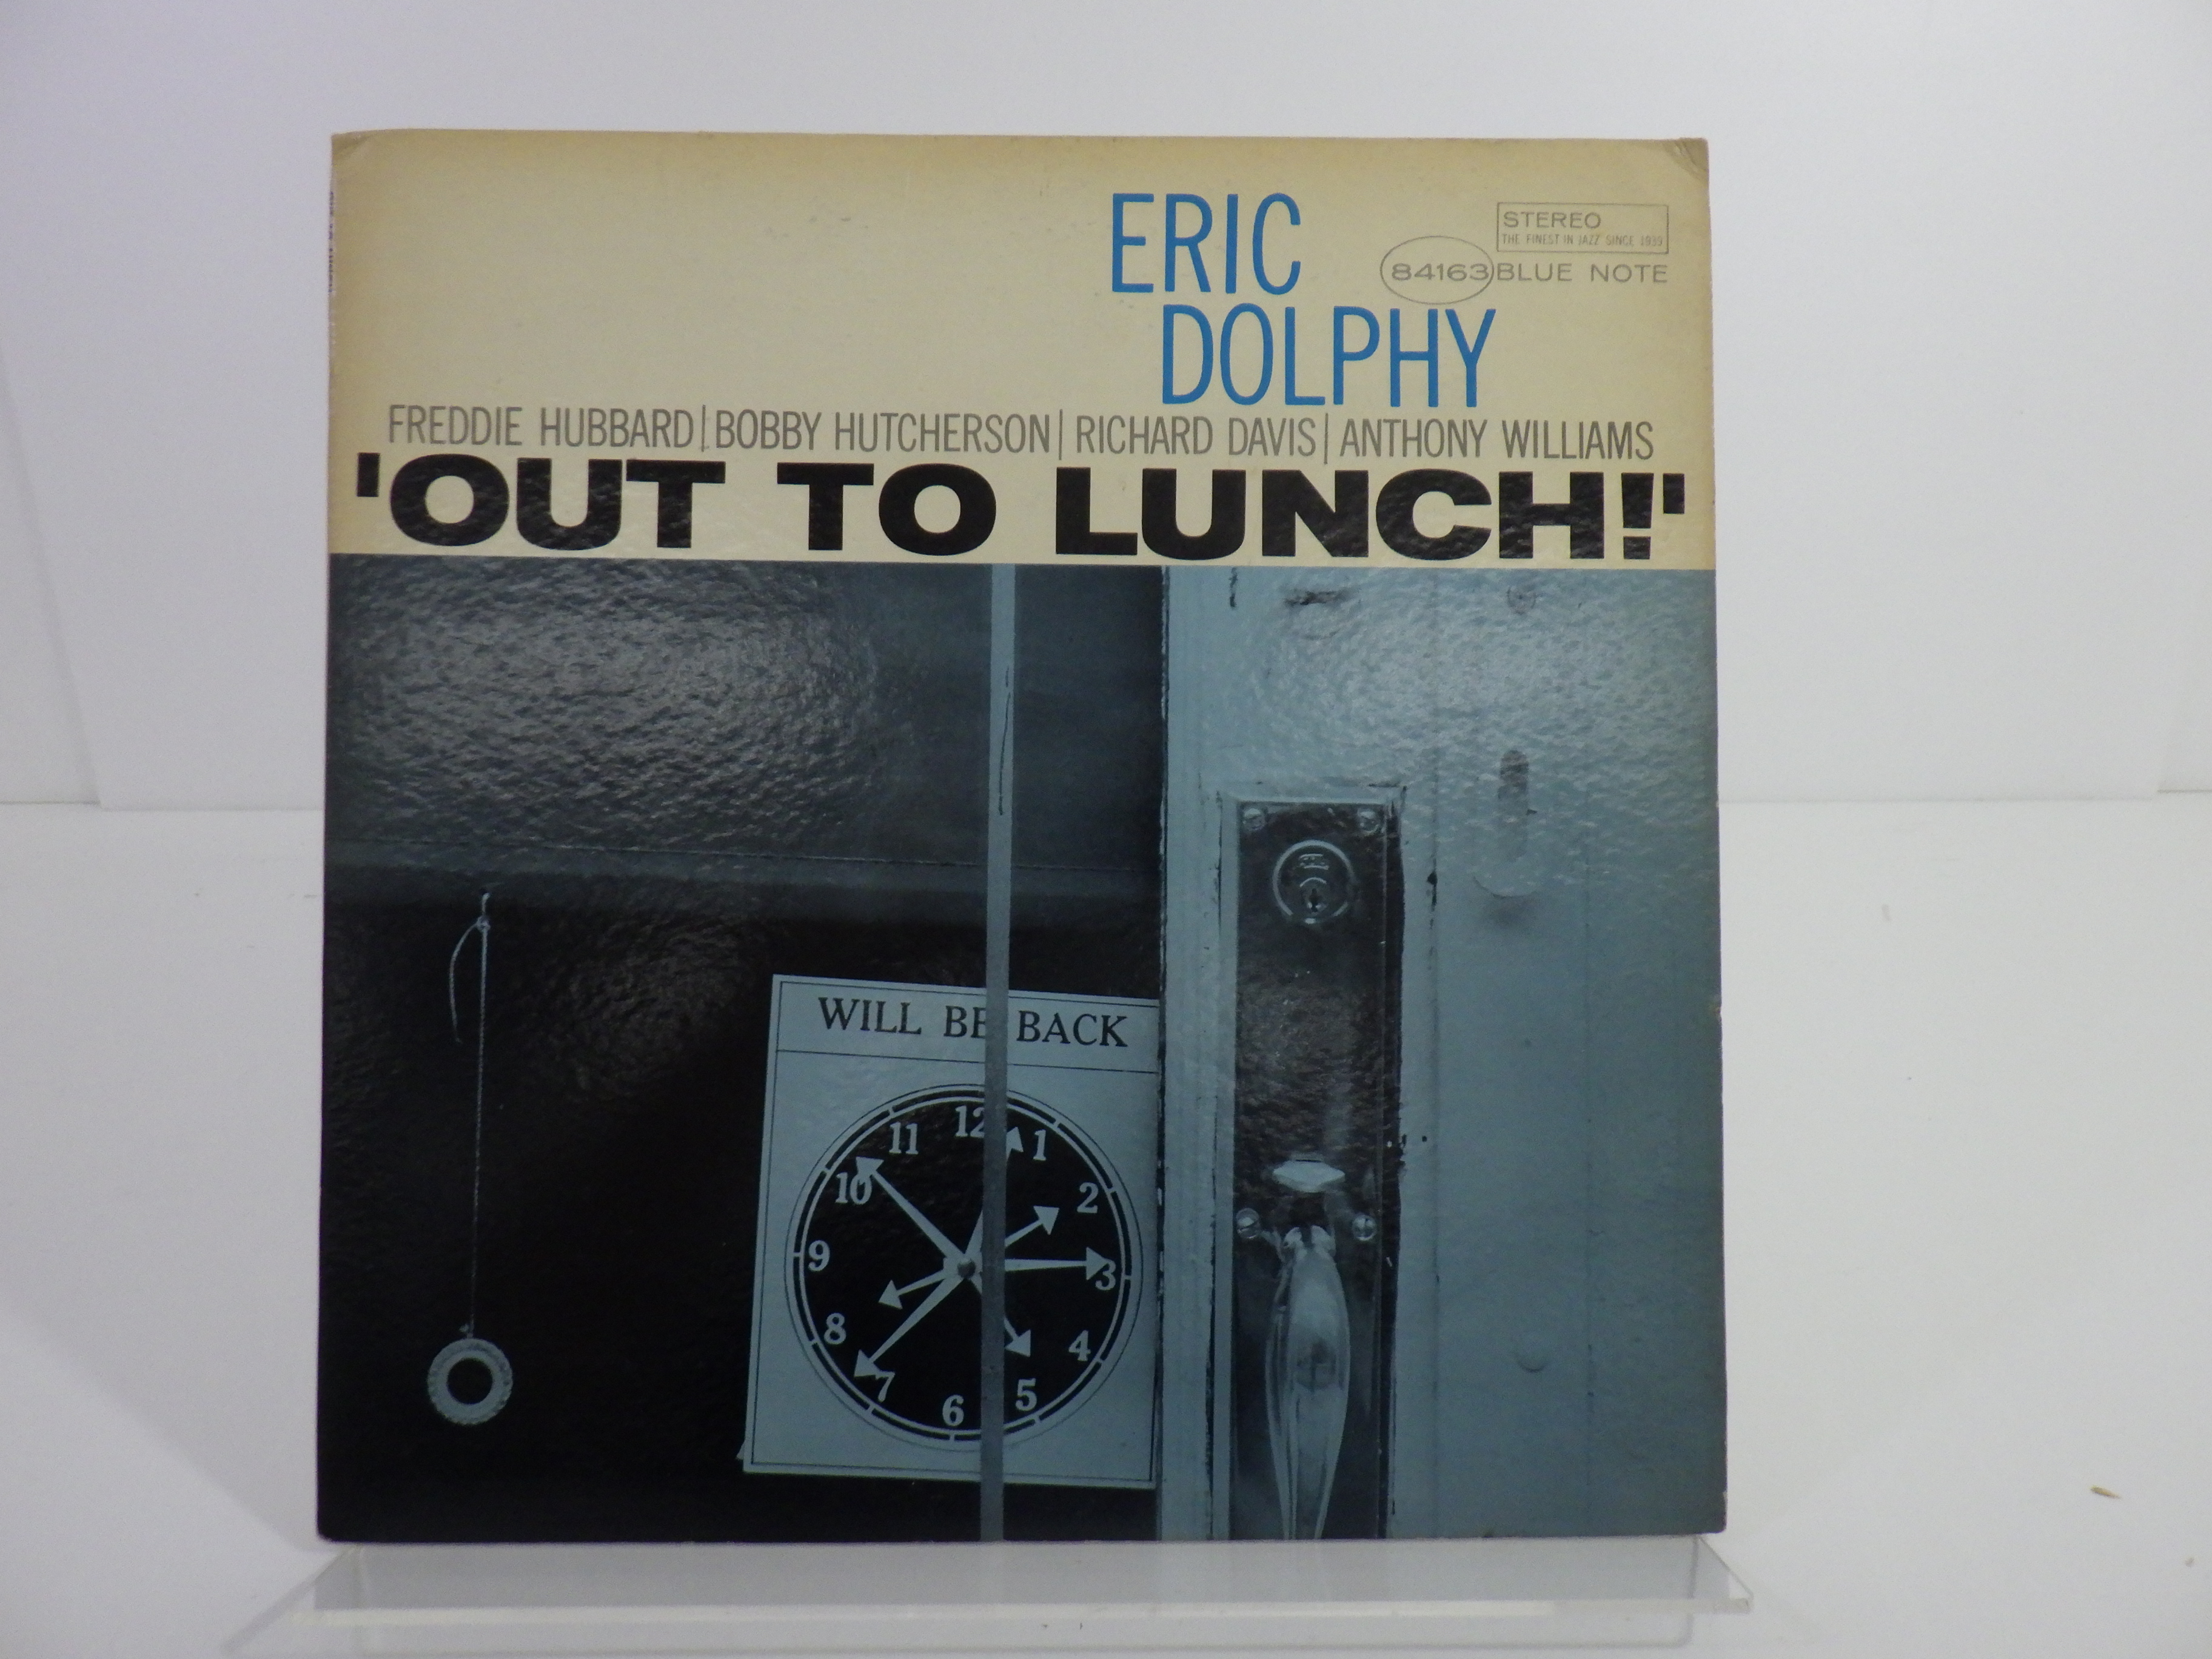 ERIC
DOLPHY
STEREO
THE FINEST IN JAZZ SINCE 1939
84163 BLUE NOTE
FREDDIE HUBBARD|BOBBY HUTCHERSON|RICHARD DAVIS|ANTHONY WILLIAMS
'OUT TO LUNCH!'
WILL BE BACK
12
11 1
10 2
9 3
8 4
7 5
6